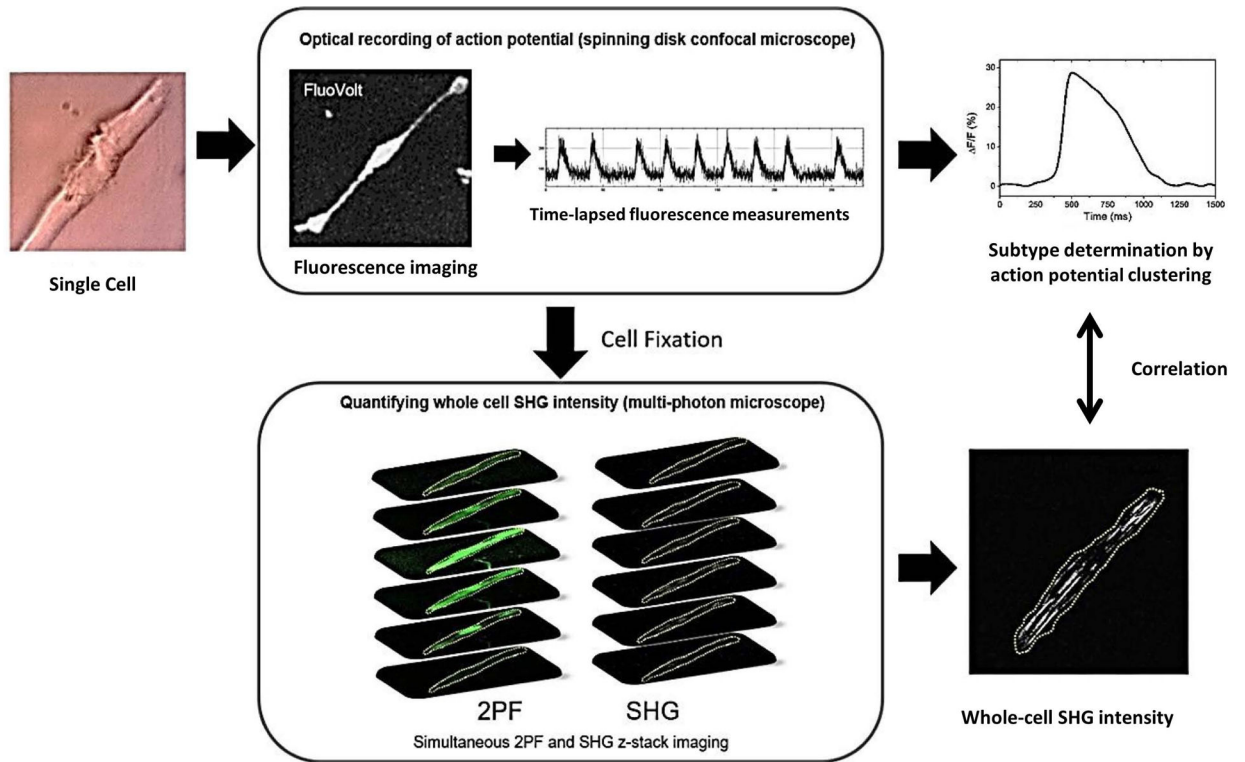 Optical recording of action potential (spinning disk confocal microscope)
FluoVolt
Single Cell
Fluorescence imaging
Time-lapsed fluorescence measurements
ΔF/F (%)
30
20
10
0
0 250 500 750 1000 1250 1500
Time (ms)
Subtype determination by
action potential clustering
Cell Fixation
Correlation
Quantifying whole cell SHG intensity (multi-photon microscope)
2PF SHG
Simultaneous 2PF and SHG z-stack imaging
Whole-cell SHG intensity